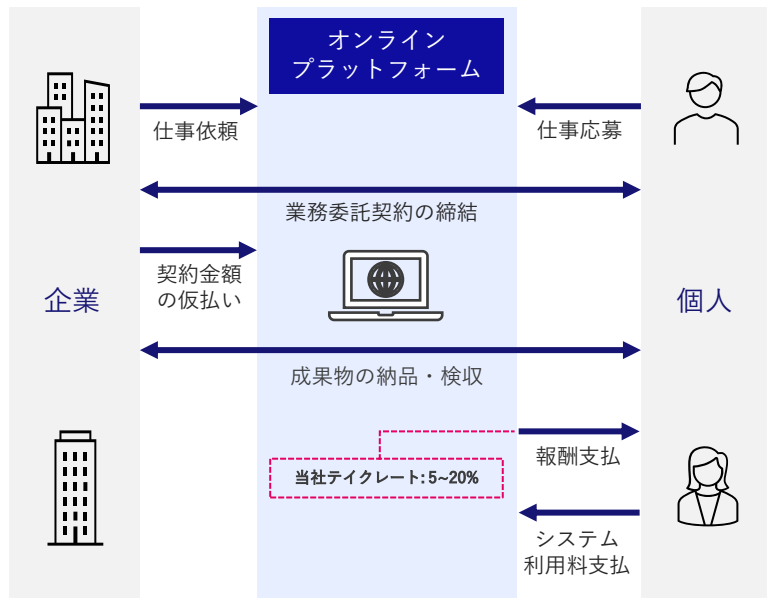 オンライン
プラットフォーム
仕事依頼
仕事応募
業務委託契約の締結
契約金額
の仮払い
企業
個人
成果物の納品・検収
報酬支払
当社テイクレート:5~20%
システム
利用料支払